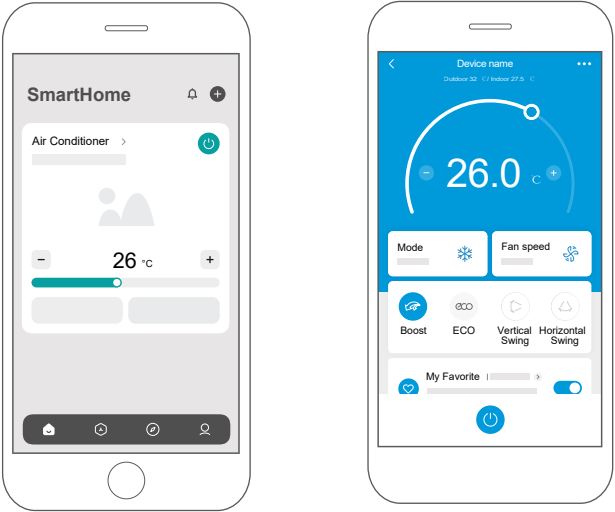 SmartHome
Air Conditioner
26 °C
Device name
Outdoor 32 C / Indoor 27.5 C
26.0 C
Mode
Fan speed
Boost
ECO
eco
Vertical Swing
Horizontal Swing
My Favorite